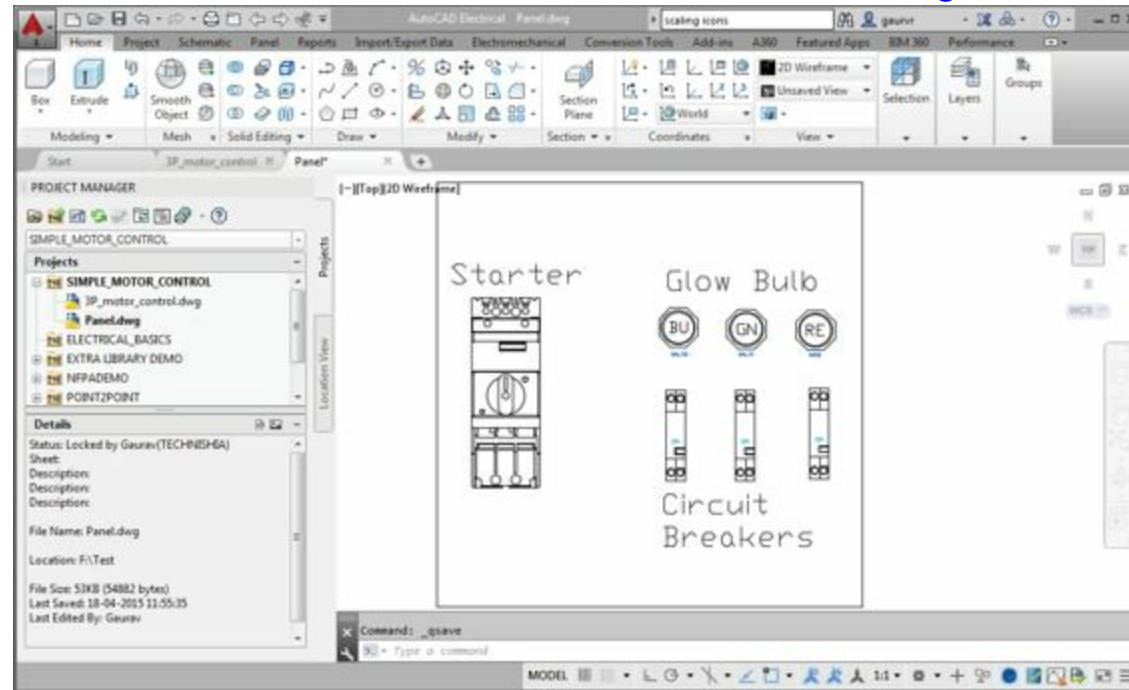 AutoCAD Electrical Panel.dwg
scaling icons
gaurvr
Home Project Schematic Panel Reports Import/Export Data Electromechanical Conversion Tools Add-ins A360 Featured Apps BIM 360 Performance
Box
Extrude
Smooth
Object
Section
Plane
World
2D Wireframe
Unsaved View
Selection
Layers
Groups
Modeling Mesh Solid Editing Draw Modify Section Coordinates View
Start 3P_motor_control Panel*
PROJECT MANAGER
SIMPLE_MOTOR_CONTROL
Projects
SIMPLE_MOTOR_CONTROL
3P_motor_control.dwg
Panel.dwg
ELECTRICAL_BASICS
EXTRA LIBRARY DEMO
NFPADEMO
POINT2POINT
Details
Status: Locked by Gaurav(TECHNISHIA)
Sheet:
Description:
Description:
Description:
File Name: Panel.dwg
Location: F:\Test
File Size: 53KB (54882 bytes)
Last Saved: 18-04-2015 11:55:35
Last Edited By: Gaurav
Projects
Location View
[-][Top][2D Wireframe]
Starter
Glow Bulb
BU GN RE
Circuit
Breakers
N
W TOP E
S
WCS
Command: _qsave
Type a command
MODEL 1:1